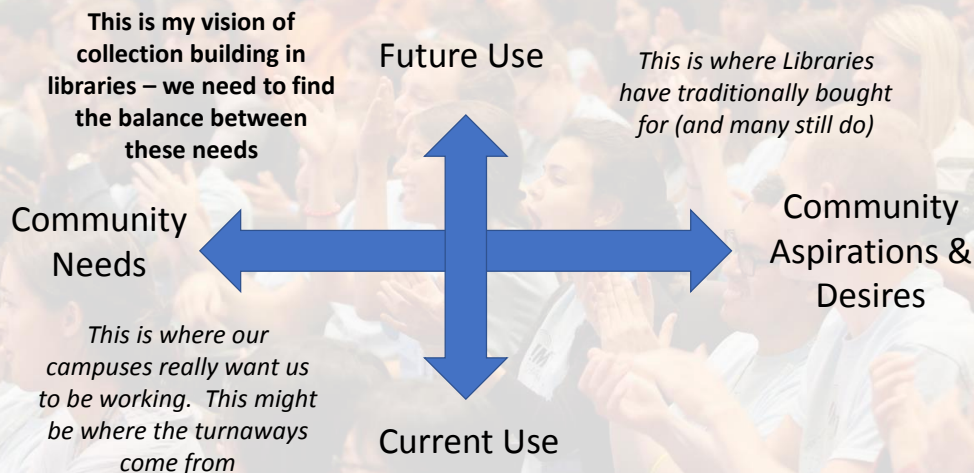 This is my vision of
collection building in
libraries – we need to find
the balance between
these needs
Future Use
This is where Libraries
have traditionally bought
for (and many still do)
Community
Needs
Community
Aspirations &
Desires
This is where our
campuses really want us
to be working.  This might
be where the turnaways
come from
Current Use